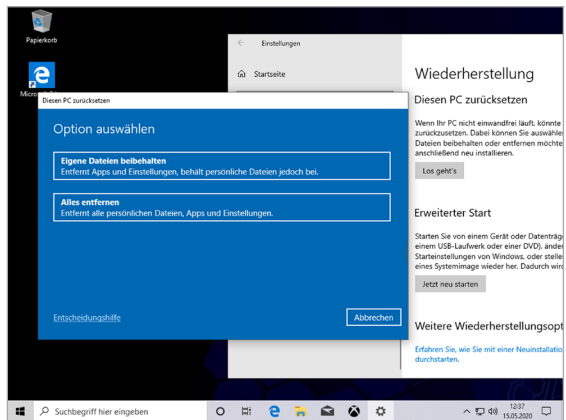 Papierkorb
Einstellungen
Startseite
Wiederherstellung
Diesen PC zurücksetzen
Wenn Ihr PC nicht einwandfrei läuft, könnte
zurückzusetzen. Dabei können Sie auswähle
Dateien beibehalten oder entfernen möchte
anschließend neu installieren.
Los geht's
Erweiterter Start
Starten Sie von einem Gerät oder Datenträg
einem USB-Laufwerk oder einer DVD), änder
Starteinstellungen von Windows, oder stelle
eines Systemimage wieder her. Dadurch wird
Jetzt neu starten
Weitere Wiederherstellungsopt
Erfahren Sie, wie Sie mit einer Neuinstallatio
durchstarten.
Diesen PC zurücksetzen
Option auswählen
Eigene Dateien beibehalten
Entfernt Apps und Einstellungen, behält persönliche Dateien jedoch bei.
Alles entfernen
Entfernt alle persönlichen Dateien, Apps und Einstellungen.
Entscheidungshilfe
Abbrechen
Suchbegriff hier eingeben
12:37
15.05.2020